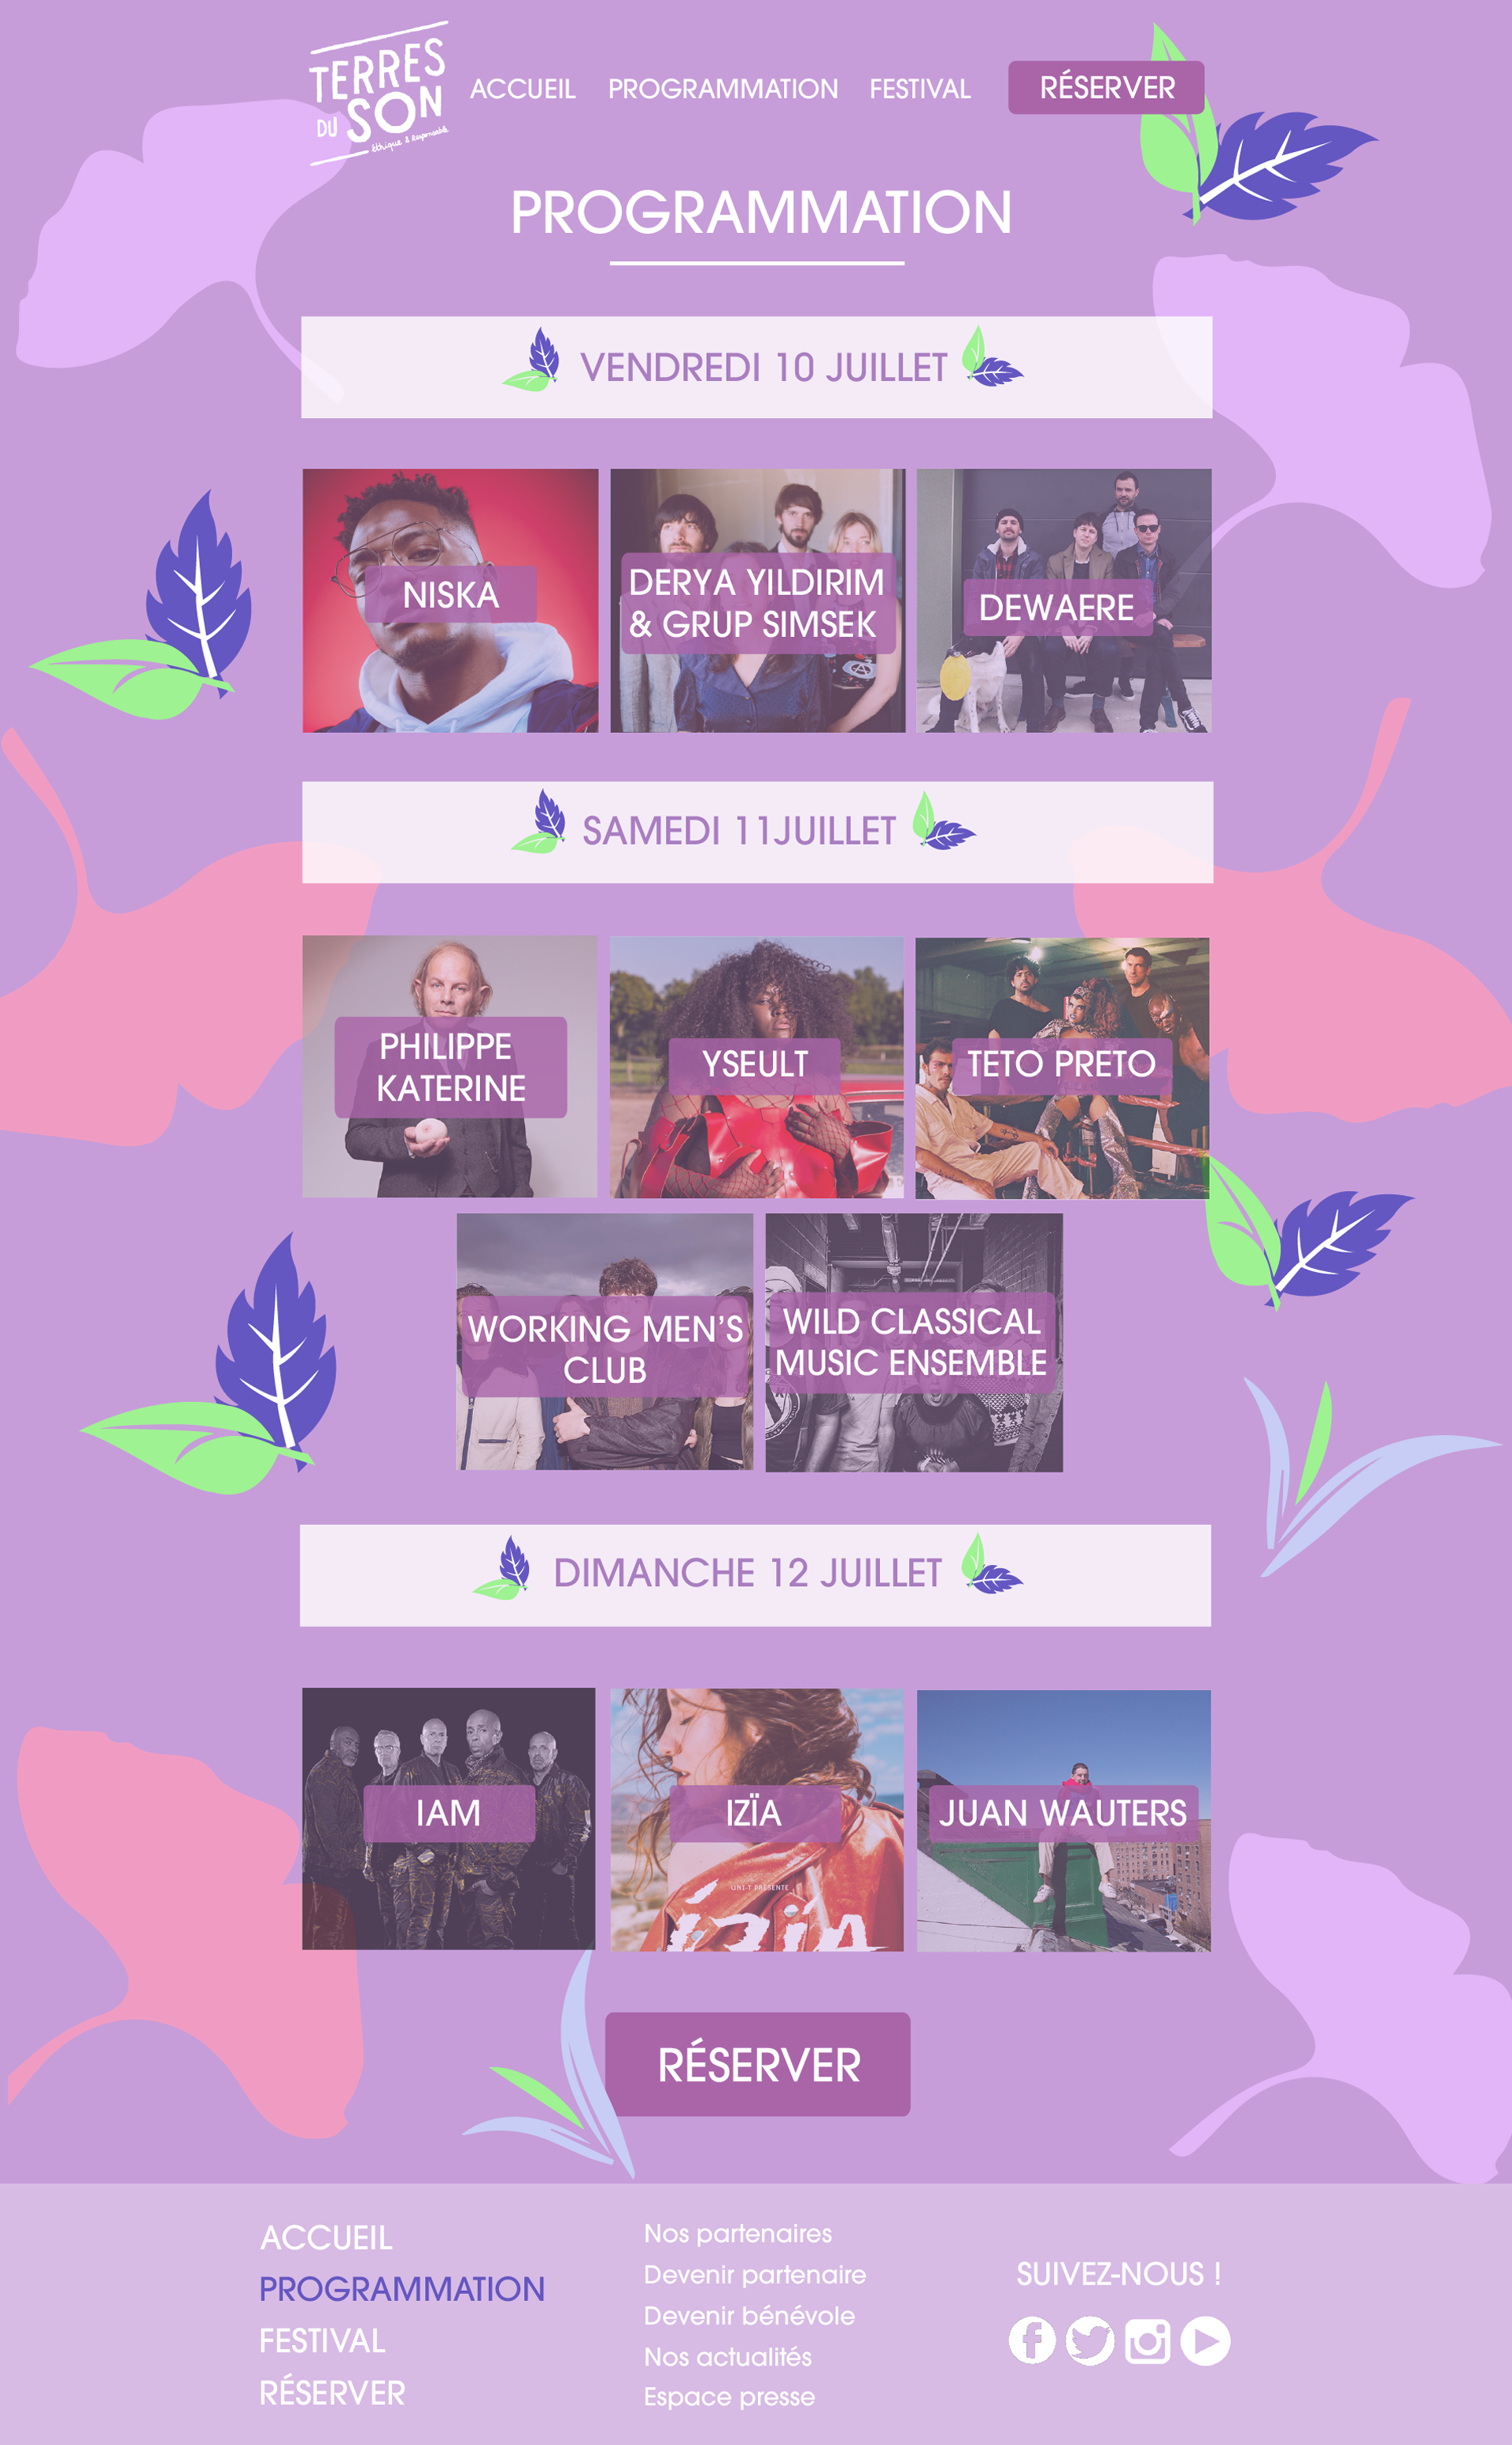 TERRES
DU SON
éthique & Responsable
ACCUEIL
PROGRAMMATION
FESTIVAL
RÉSERVER
PROGRAMMATION
VENDREDI 10 JUILLET
NISKA
DERYA YILDIRIM
& GRUP SIMSEK
DEWAERE
SAMEDI 11JUILLET
PHILIPPE
KATERINE
YSEULT
TETO PRETO
WORKING MEN'S
CLUB
WILD CLASSICAL
MUSIC ENSEMBLE
DIMANCHE 12 JUILLET
IAM
IZÏA
UNI-T PRÉSENTE
IZIA
JUAN WAUTERS
RÉSERVER
ACCUEIL
PROGRAMMATION
FESTIVAL
RÉSERVER
Nos partenaires
Devenir partenaire
Devenir bénévole
Nos actualités
Espace presse
SUIVEZ-NOUS !